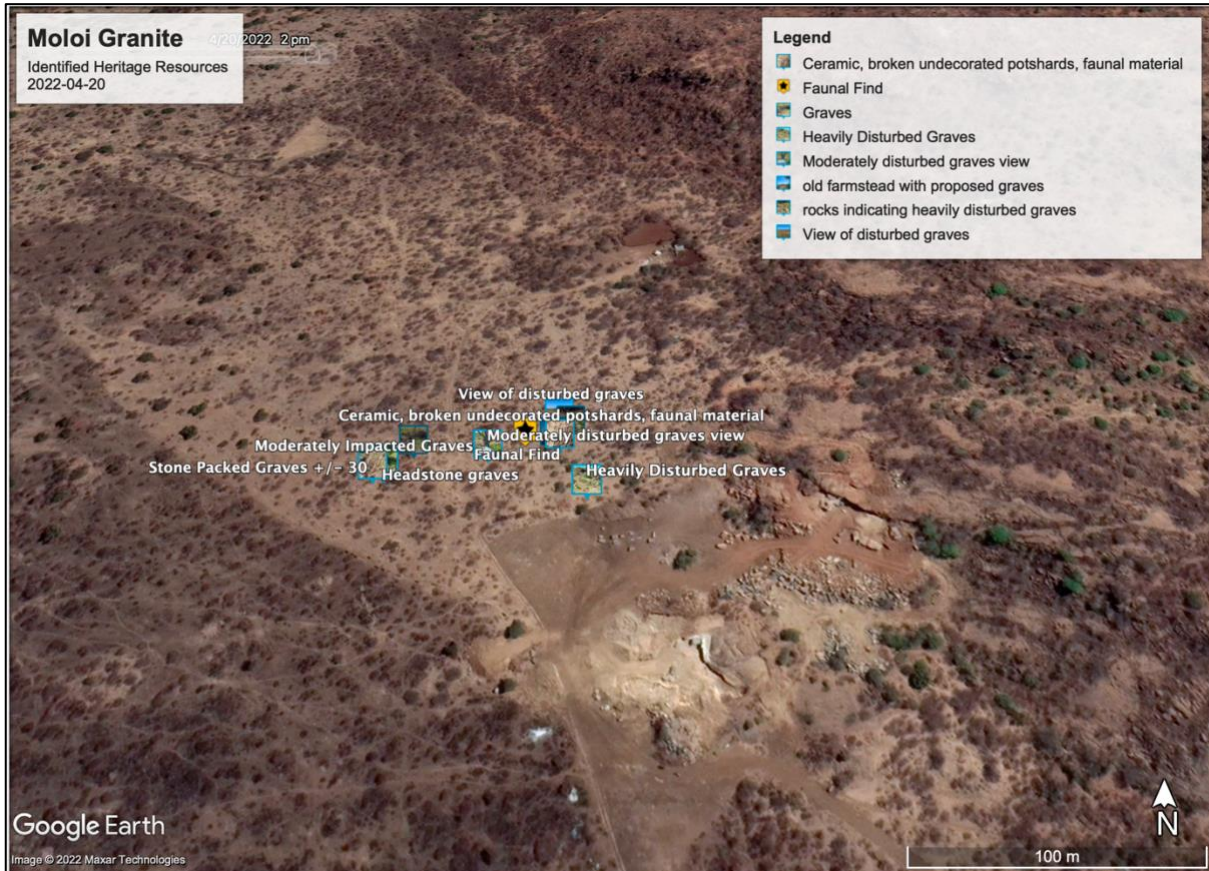 Moloi Granite
4/20/2022 2 pm
Identified Heritage Resources
2022-04-20
Legend
Ceramic, broken undecorated potshards, faunal material
Faunal Find
Graves
Heavily Disturbed Graves
Moderately disturbed graves view
old farmstead with proposed graves
rocks indicating heavily disturbed graves
View of disturbed graves
View of disturbed graves
Ceramic, broken undecorated potshards, faunal material
Moderately disturbed graves view
Moderately Impacted Graves
Faunal Find
Stone Packed Graves +/- 30
Headstone graves
Heavily Disturbed Graves
Google Earth
Image © 2022 Maxar Technologies
N
100 m